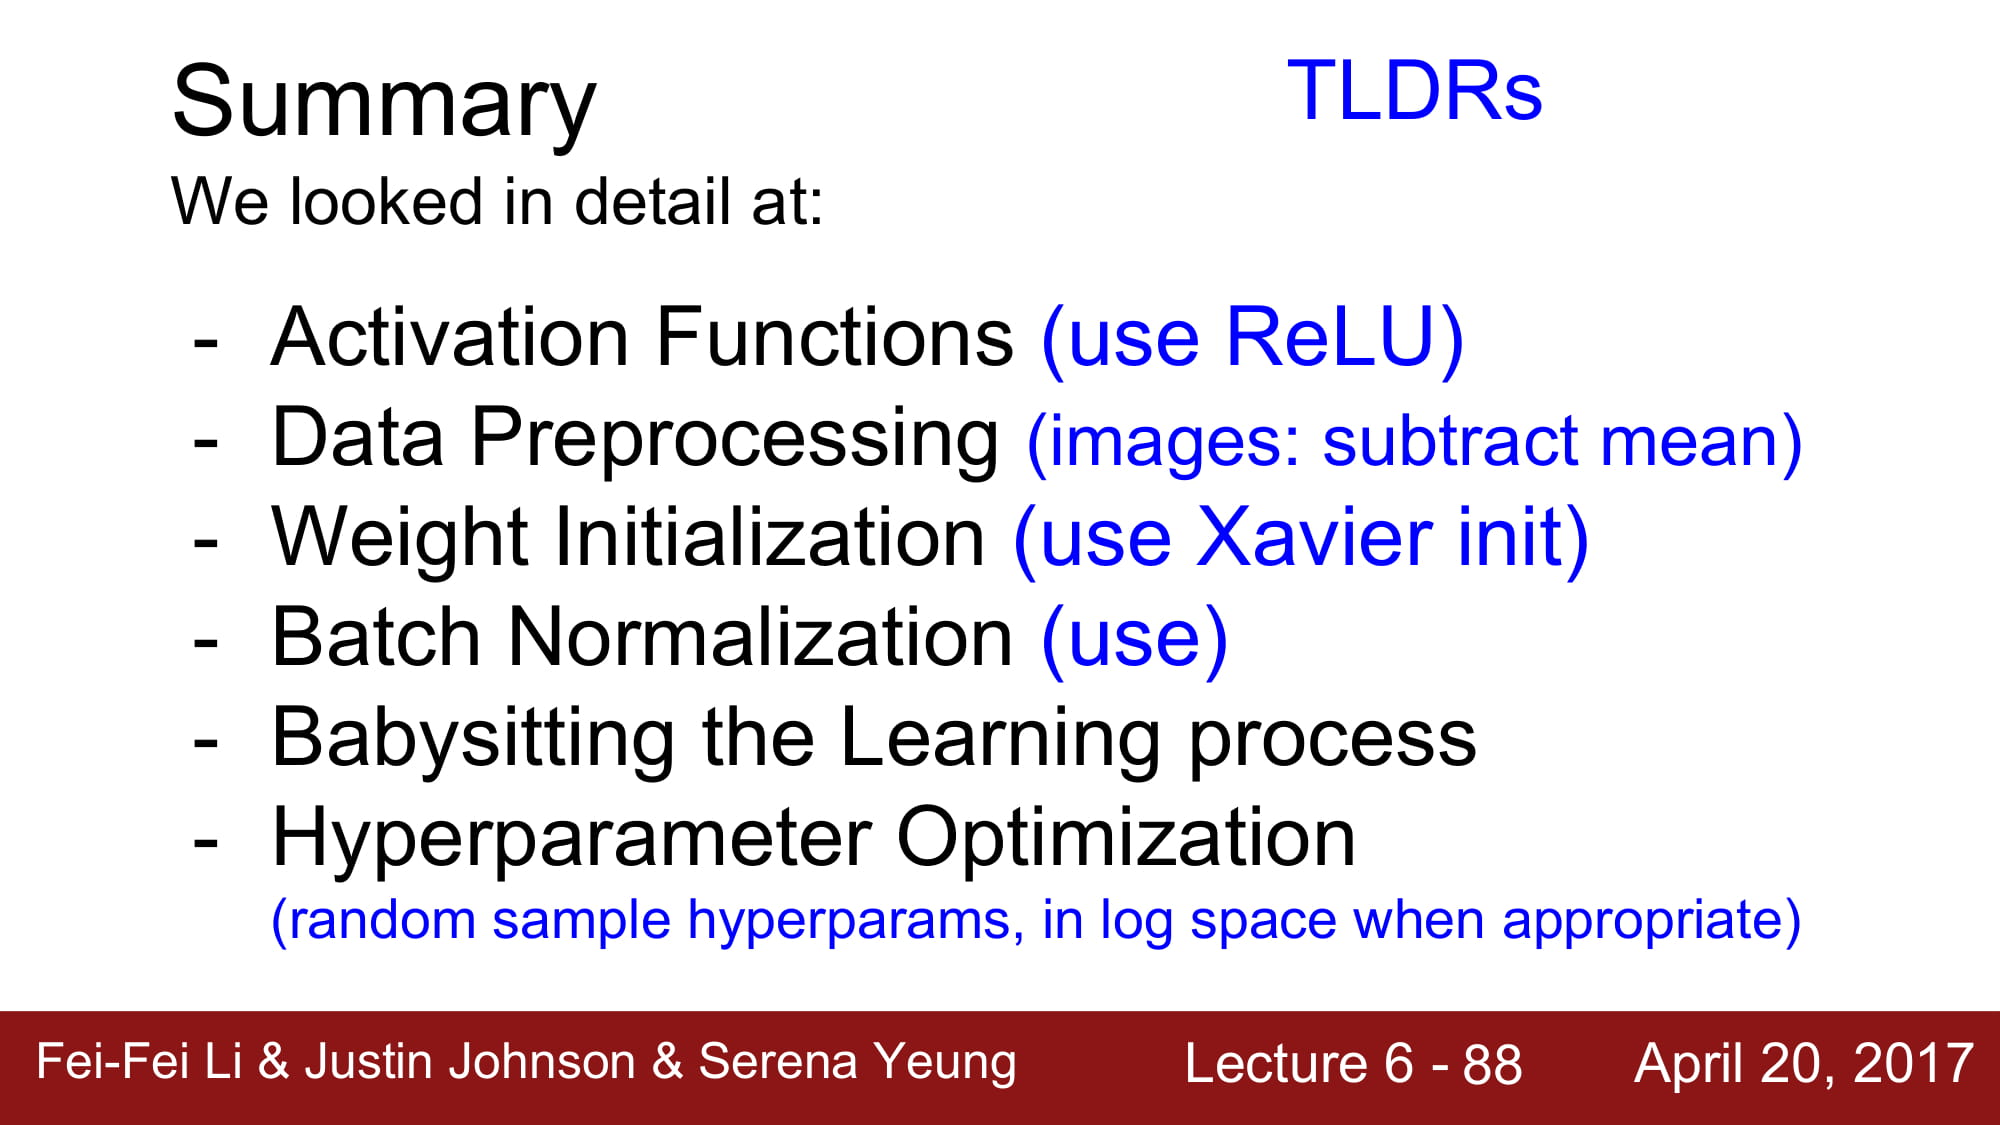 Summary
TLDRs
We looked in detail at:
- Activation Functions (use ReLU)
- Data Preprocessing (images: subtract mean)
- Weight Initialization (use Xavier init)
- Batch Normalization (use)
- Babysitting the Learning process
- Hyperparameter Optimization
(random sample hyperparams, in log space when appropriate)
Fei-Fei Li & Justin Johnson & Serena Yeung
Lecture 6 - 88
April 20, 2017